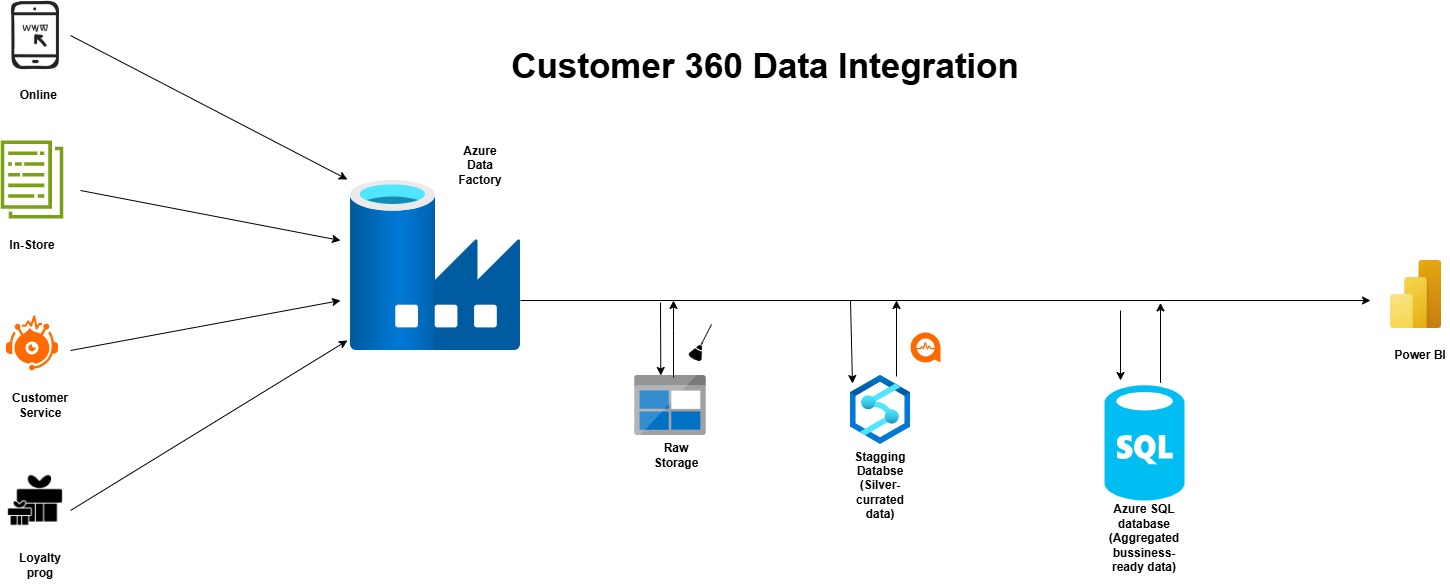 www
Online
Customer 360 Data Integration
In-Store
Azure
Data
Factory
Customer
Service
Loyalty
prog
Raw
Storage
Stagging
Databse
(Silver-
currated
data)
SQL
Azure SQL
database
(Aggregated
bussiness-
ready data)
Power BI